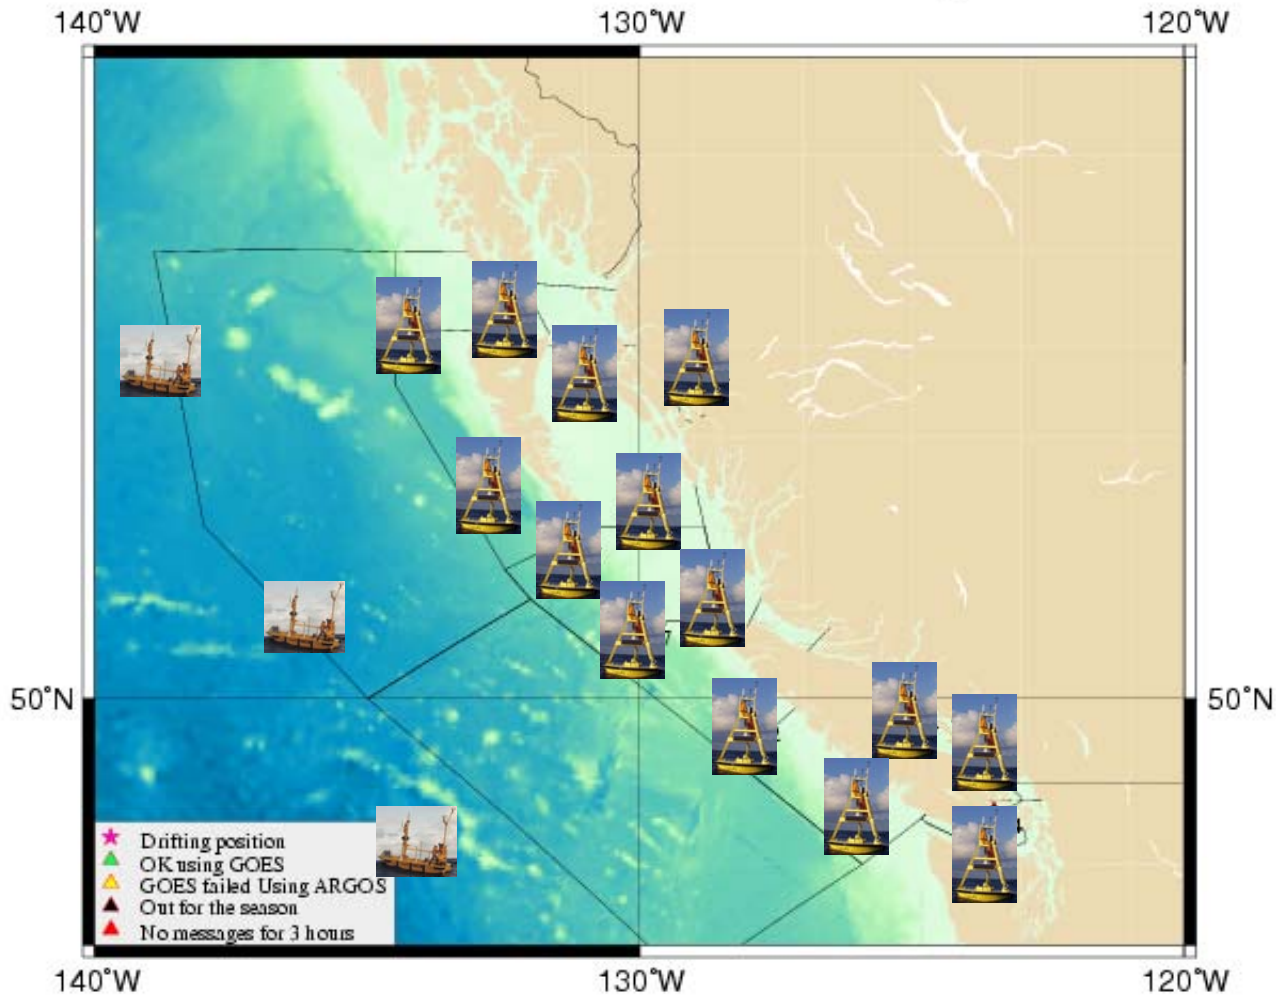 140°W 130°W 120°W
50°N 50°N
Drifting position
OK using GOES
GOES failed Using ARGOS
Out for the season
No messages for 3 hours
140°W 130°W 120°W